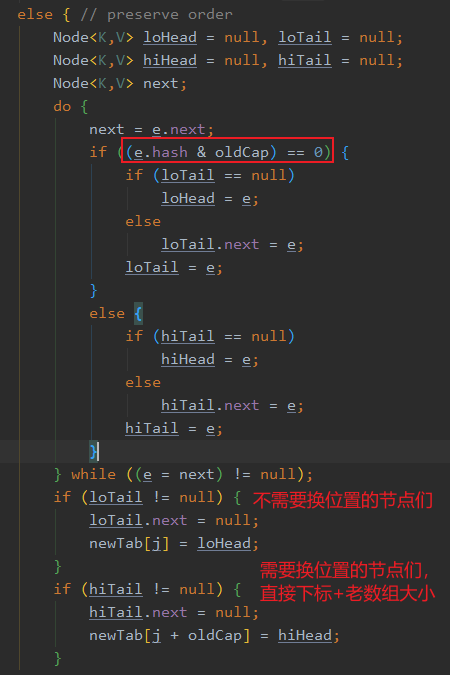 else { // preserve order
Node<K,V> loHead = null, loTail = null;
Node<K,V> hiHead = null, hiTail = null;
Node<K,V> next;
do {
next = e.next;
if ((e.hash & oldCap) == 0) {
if (loTail == null)
loHead = e;
else
loTail.next = e;
loTail = e;
}
else {
if (hiTail == null)
hiHead = e;
else
hiTail.next = e;
hiTail = e;
}
} while ((e = next) != null);
if (loTail != null) { 不需要换位置的节点们
loTail.next = null;
newTab[j] = loHead;
}
需要换位置的节点们,
if (hiTail != null) { 直接下标+老数组大小
hiTail.next = null;
newTab[j + oldCap] = hiHead;
}